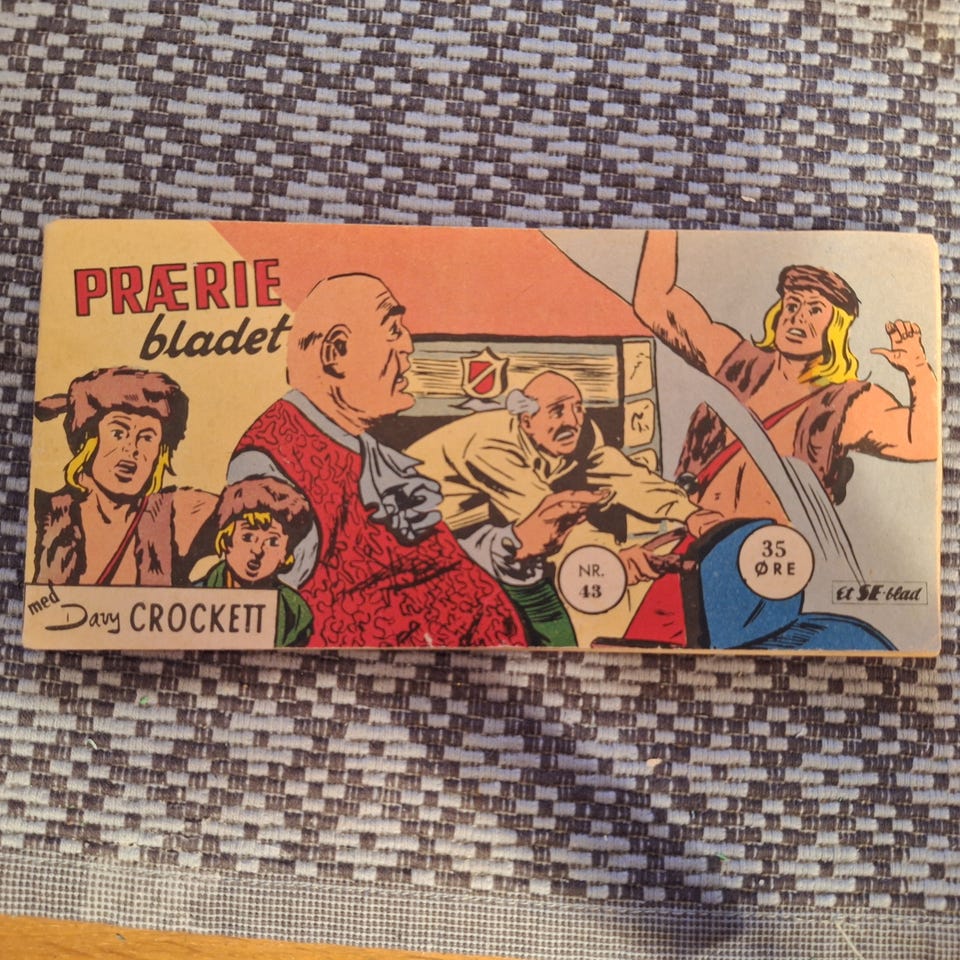 PRÆRIE
bladet
med
Davy CROCKETT
NR.
43
35
ØRE
Et SE-blad